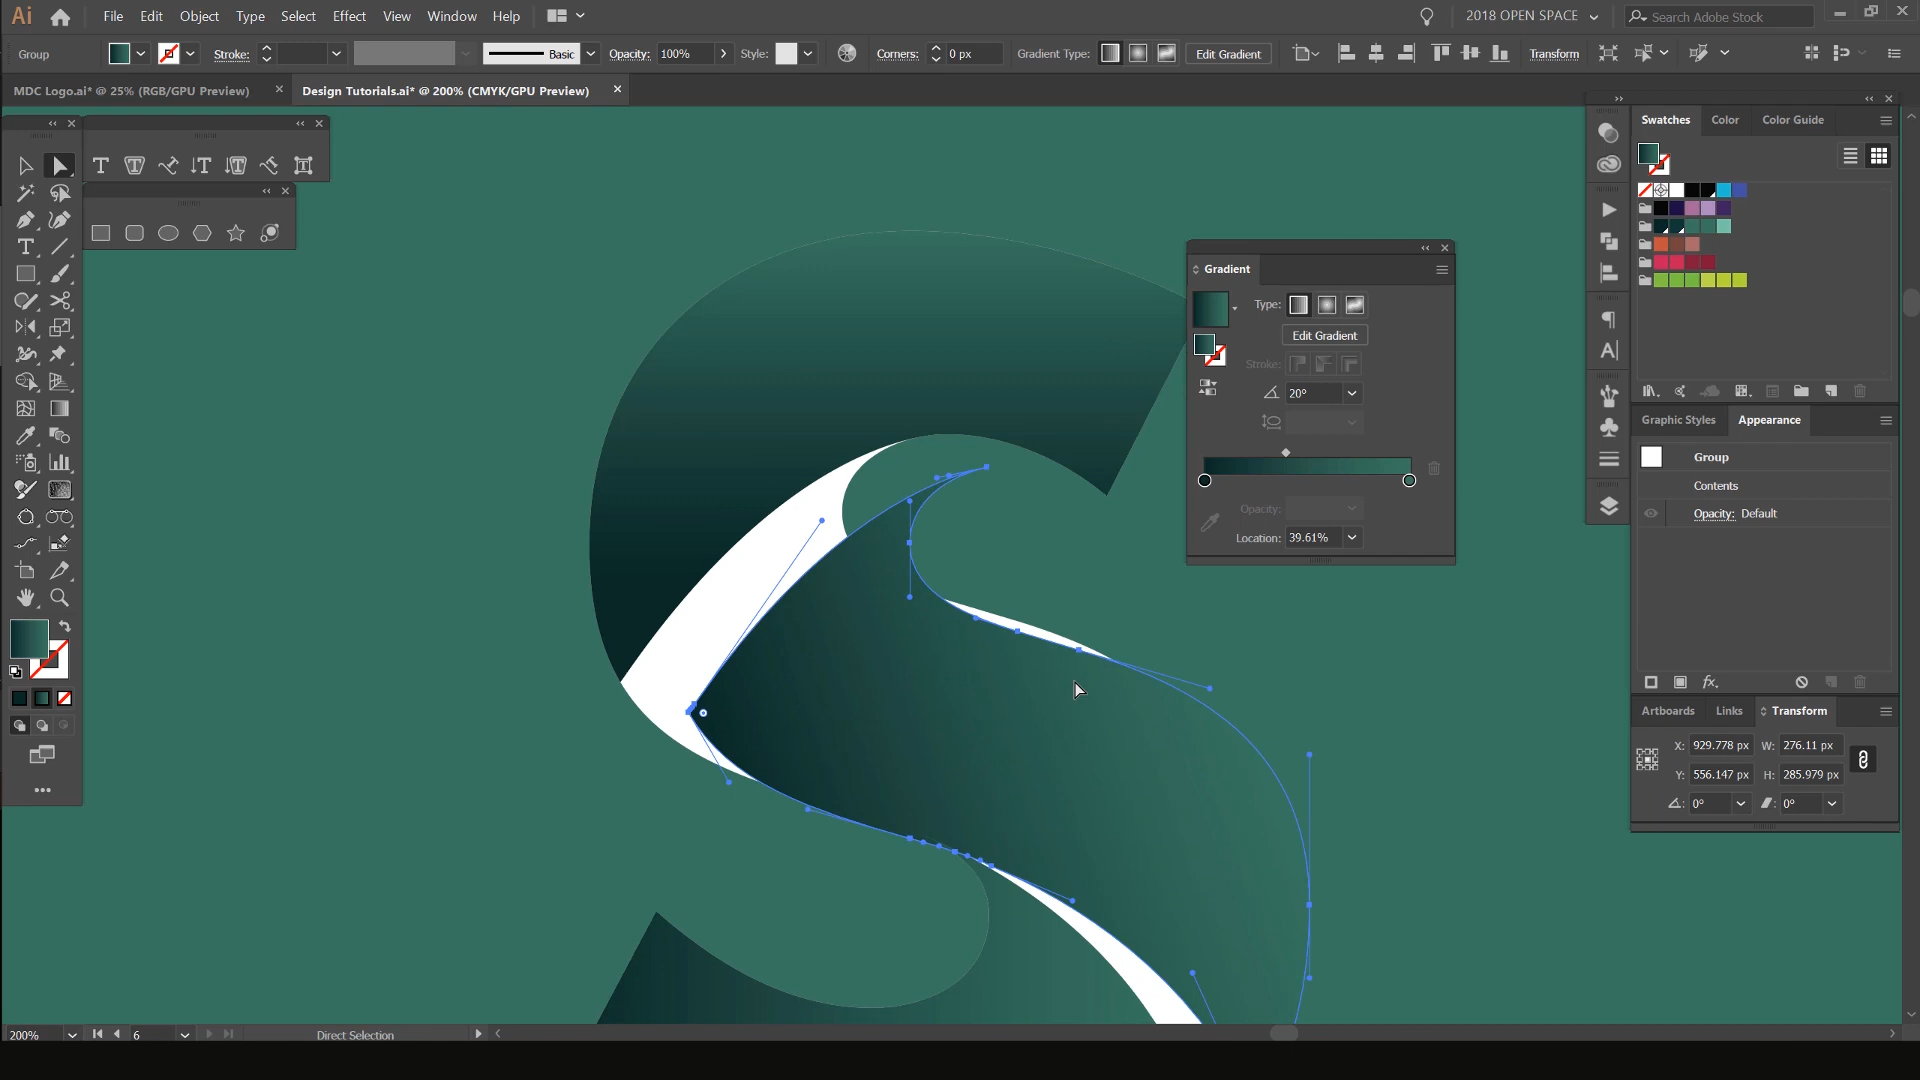 Ai File Edit Object Type Select Effect View Window Help 2018 OPEN SPACE Search Adobe Stock
Group Stroke: Basic Opacity: 100% Style: Corners: 0 px Gradient Type: Edit Gradient Transform
MDC Logo.ai* @ 25% (RGB/GPU Preview) Design Tutorials.ai* @ 200% (CMYK/GPU Preview)
Swatches Color Color Guide
Gradient
Type:
Edit Gradient
Stroke:
20°
Opacity:
Location: 39.61%
Graphic Styles Appearance
Group
Contents
Opacity: Default
fx
Artboards Links Transform
X: 929.778 px W: 276.11 px
Y: 556.147 px H: 285.979 px
0° 0°
200% 6 Direct Selection